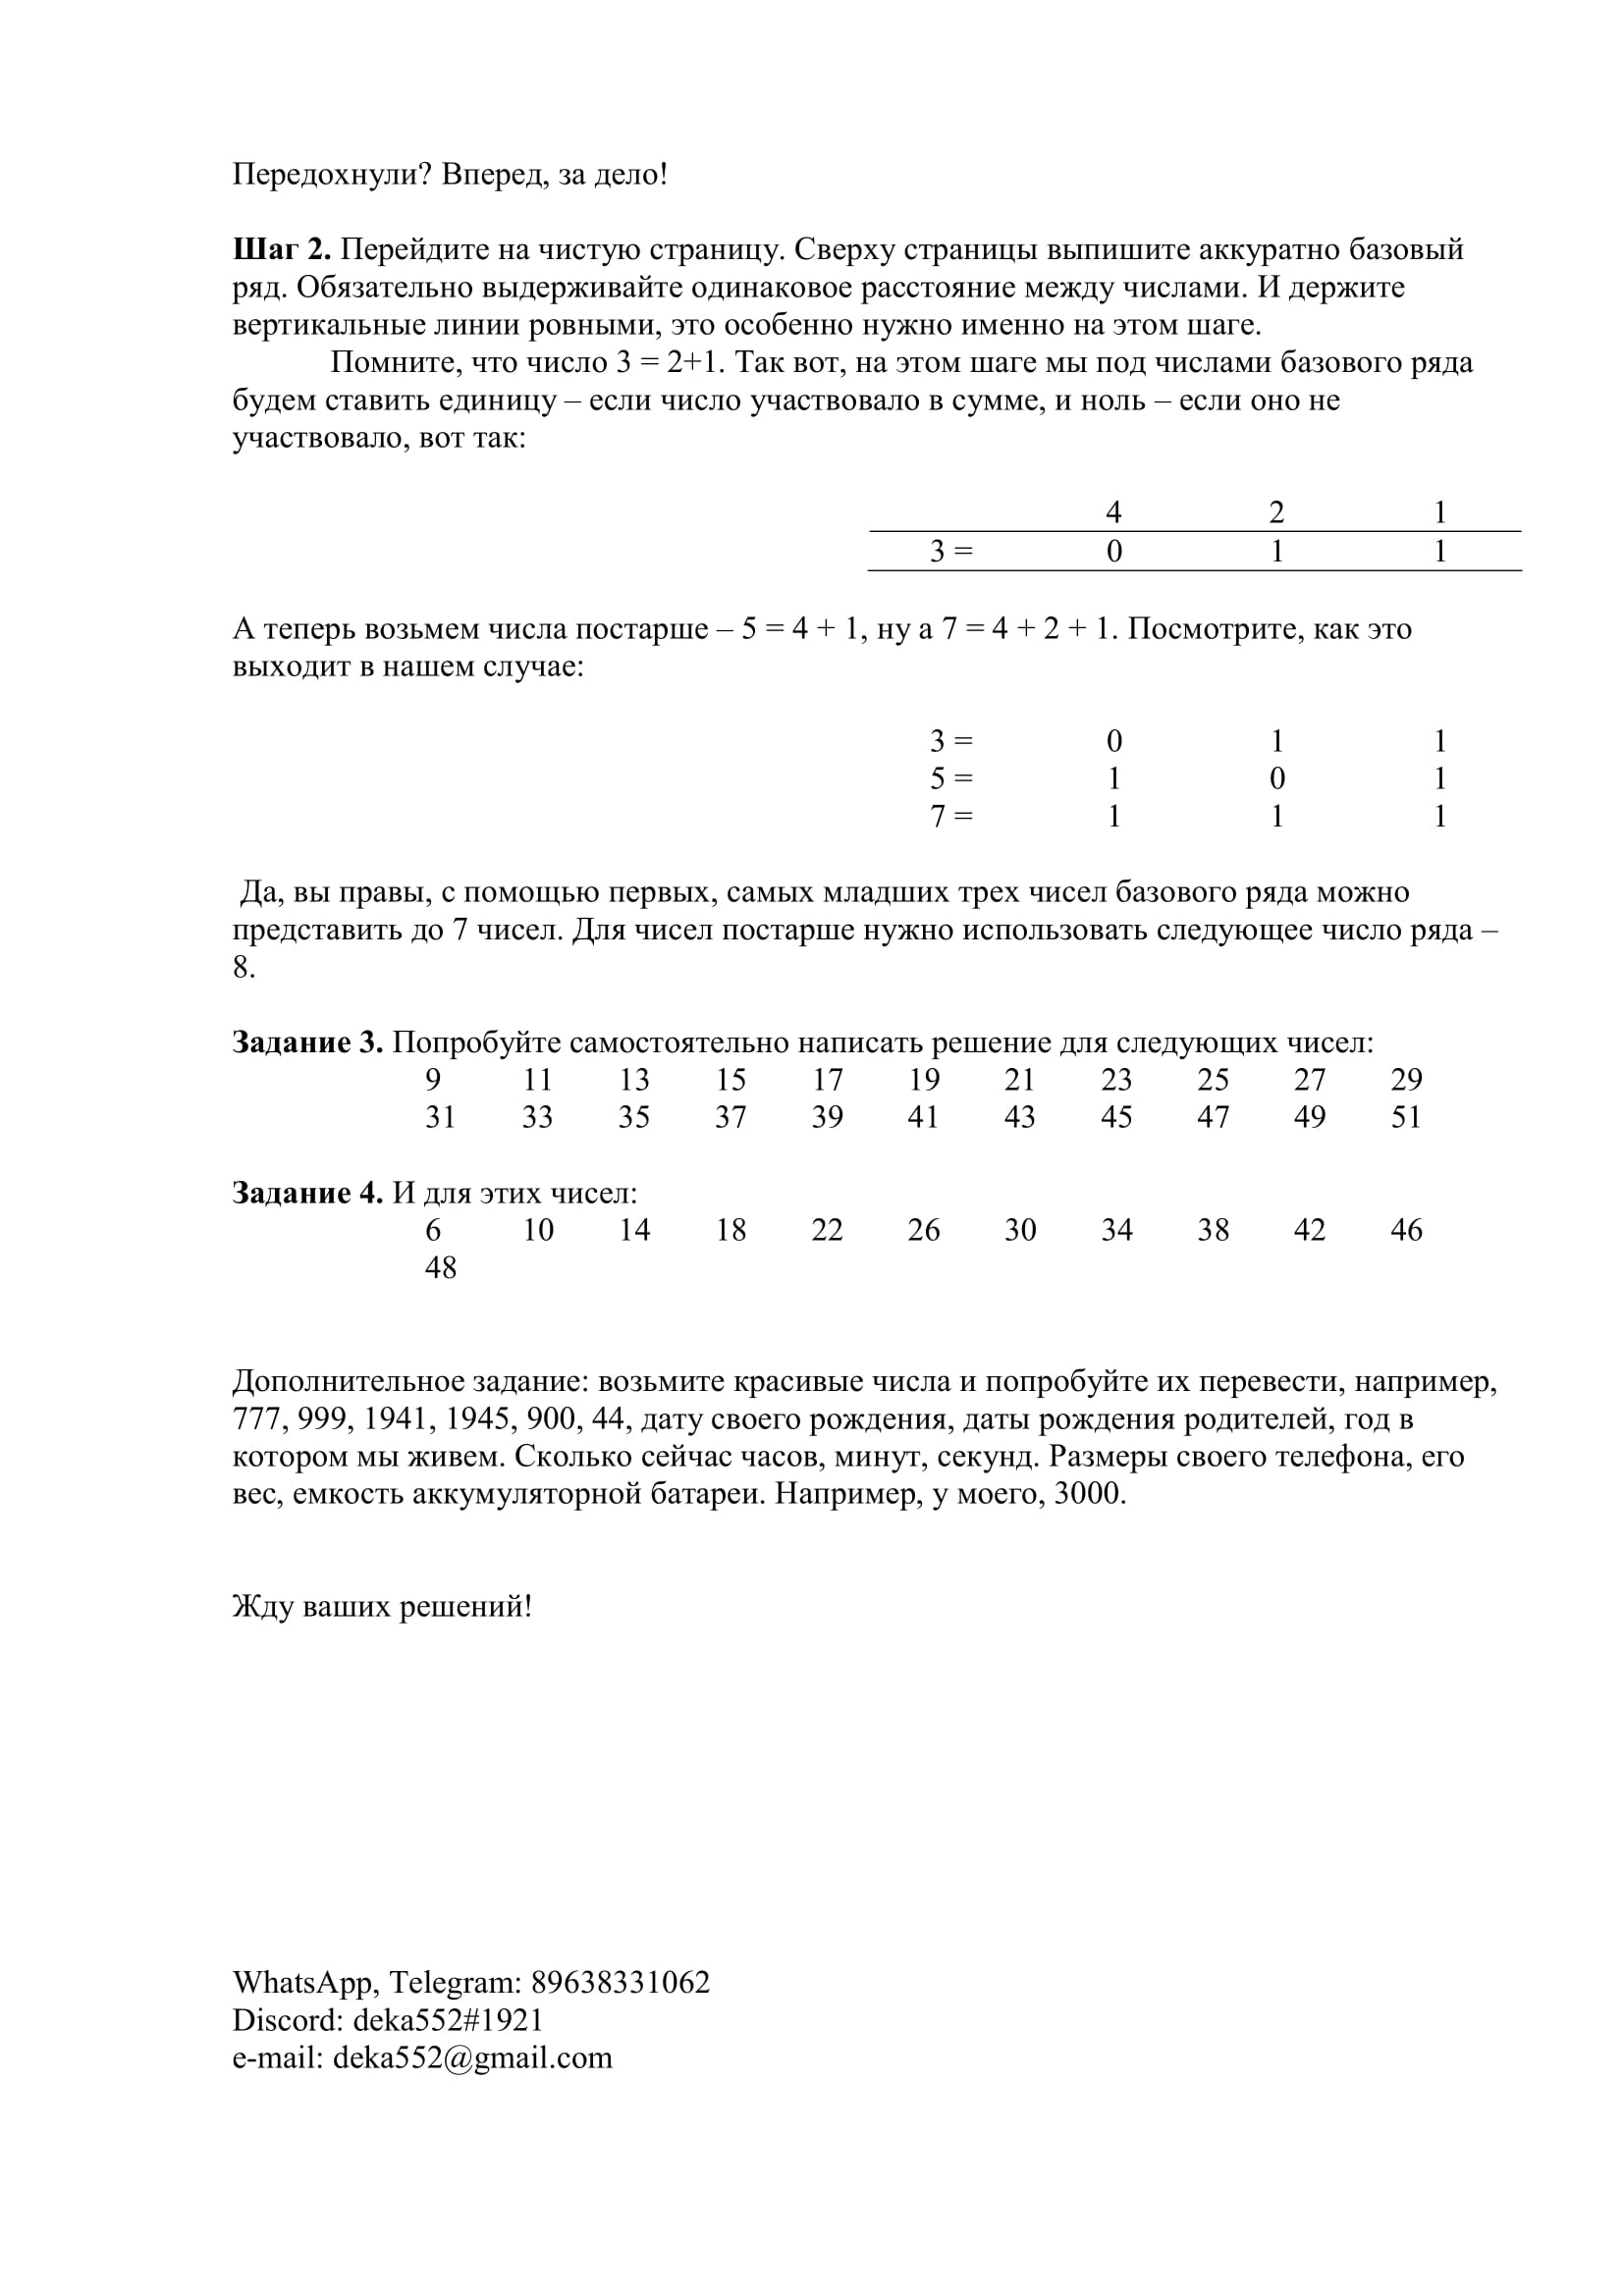 Передохнули? Вперед, за дело!
Шаг 2. Перейдите на чистую страницу. Сверху страницы выпишите аккуратно базовый
ряд. Обязательно выдерживайте одинаковое расстояние между числами. И держите
вертикальные линии ровными, это особенно нужно именно на этом шаге.
Помните, что число 3 = 2+1. Так вот, на этом шаге мы под числами базового ряда
будем ставить единицу – если число участвовало в сумме, и ноль – если оно не
участвовало, вот так:
4 2 1
3 = 0 1 1
А теперь возьмем числа постарше – 5 = 4 + 1, ну а 7 = 4 + 2 + 1. Посмотрите, как это
выходит в нашем случае:
3 = 0 1 1
5 = 1 0 1
7 = 1 1 1
Да, вы правы, с помощью первых, самых младших трех чисел базового ряда можно
представить до 7 чисел. Для чисел постарше нужно использовать следующее число ряда –
8.
Задание 3. Попробуйте самостоятельно написать решение для следующих чисел:
9 11 13 15 17 19 21 23 25 27 29
31 33 35 37 39 41 43 45 47 49 51
Задание 4. И для этих чисел:
6 10 14 18 22 26 30 34 38 42 46
48
Дополнительное задание: возьмите красивые числа и попробуйте их перевести, например,
777, 999, 1941, 1945, 900, 44, дату своего рождения, даты рождения родителей, год в
котором мы живем. Сколько сейчас часов, минут, секунд. Размеры своего телефона, его
вес, емкость аккумуляторной батареи. Например, у моего, 3000.
Жду ваших решений!
WhatsApp, Telegram: 89638331062
Discord: deka552#1921
e-mail: deka552@gmail.com